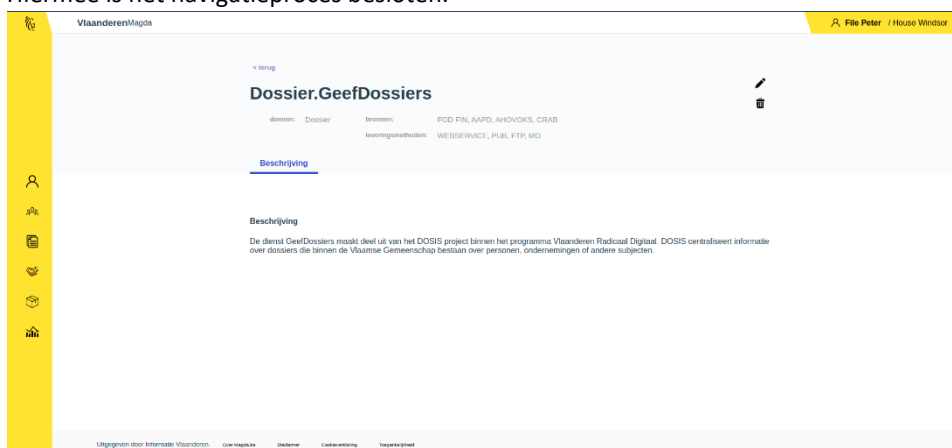 Hiermee is het navigatieproces besloten.
VlaanderenMagda
File Peter / House Windsor
< terug
Dossier.GeefDossiers
domein: Dossier bronnen: FOD FIN, AAPD, AHOVOKS, CRAB
leveringsmethoden: WEBSERVICE, PUB, FTP, MO
Beschrijving
Beschrijving
De dienst GeefDossiers maakt deel uit van het DOSIS project binnen het programma Vlaanderen Radicaal Digitaal. DOSIS centraliseert informatie
over dossiers die binnen de Vlaamse Gemeenschap bestaan over personen, ondernemingen of andere subjecten.
Uitgegeven door Informatie Vlaanderen. Over Magda.be Disclaimer Cookieverklaring Toegankelijkheid